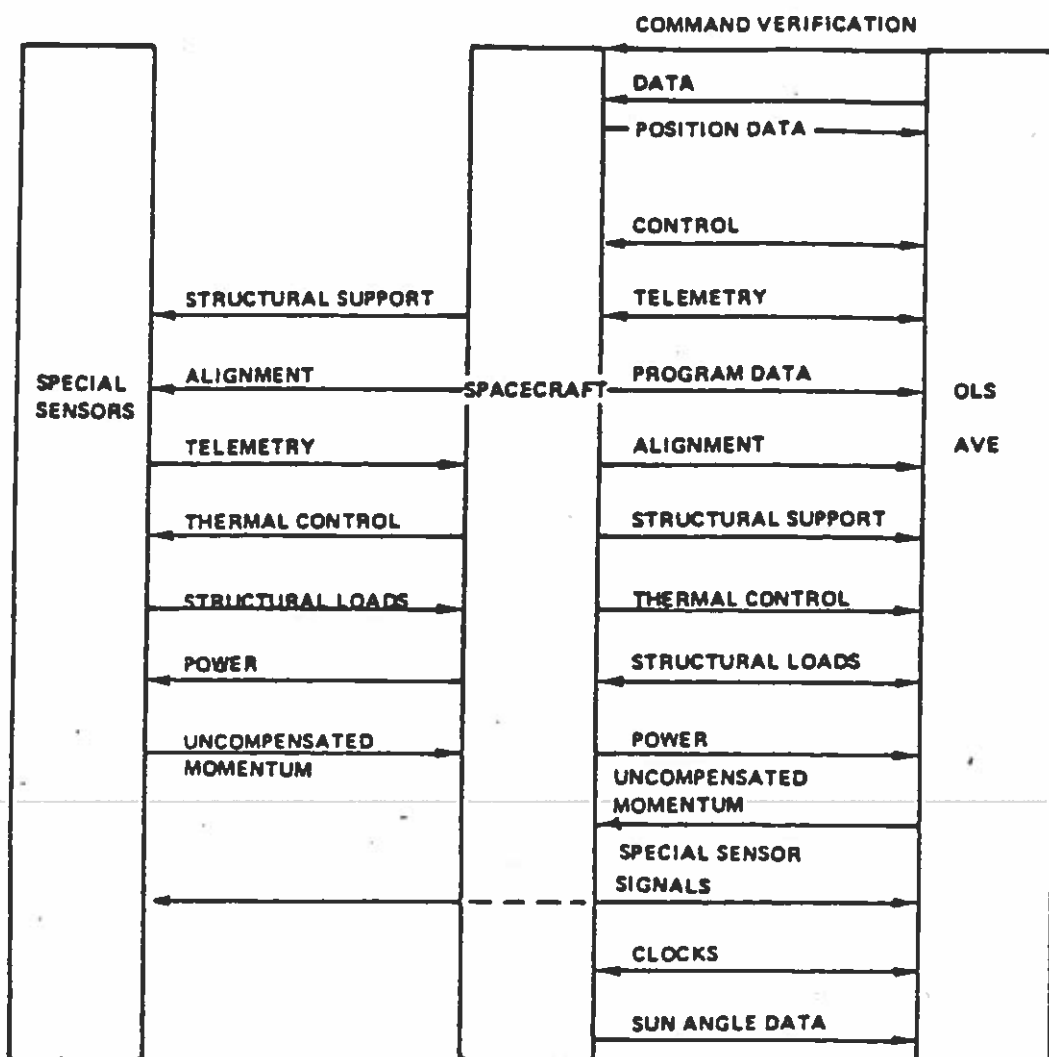 COMMAND VERIFICATION
DATA
POSITION DATA
CONTROL
STRUCTURAL SUPPORT
TELEMETRY
SPECIAL
SENSORS
ALIGNMENT
SPACECRAFT
PROGRAM DATA
OLS
TELEMETRY
ALIGNMENT
AVE
THERMAL CONTROL
STRUCTURAL SUPPORT
STRUCTURAL LOADS
THERMAL CONTROL
POWER
STRUCTURAL LOADS
UNCOMPENSATED
MOMENTUM
POWER
UNCOMPENSATED
MOMENTUM
SPECIAL SENSOR
SIGNALS
CLOCKS
SUN ANGLE DATA